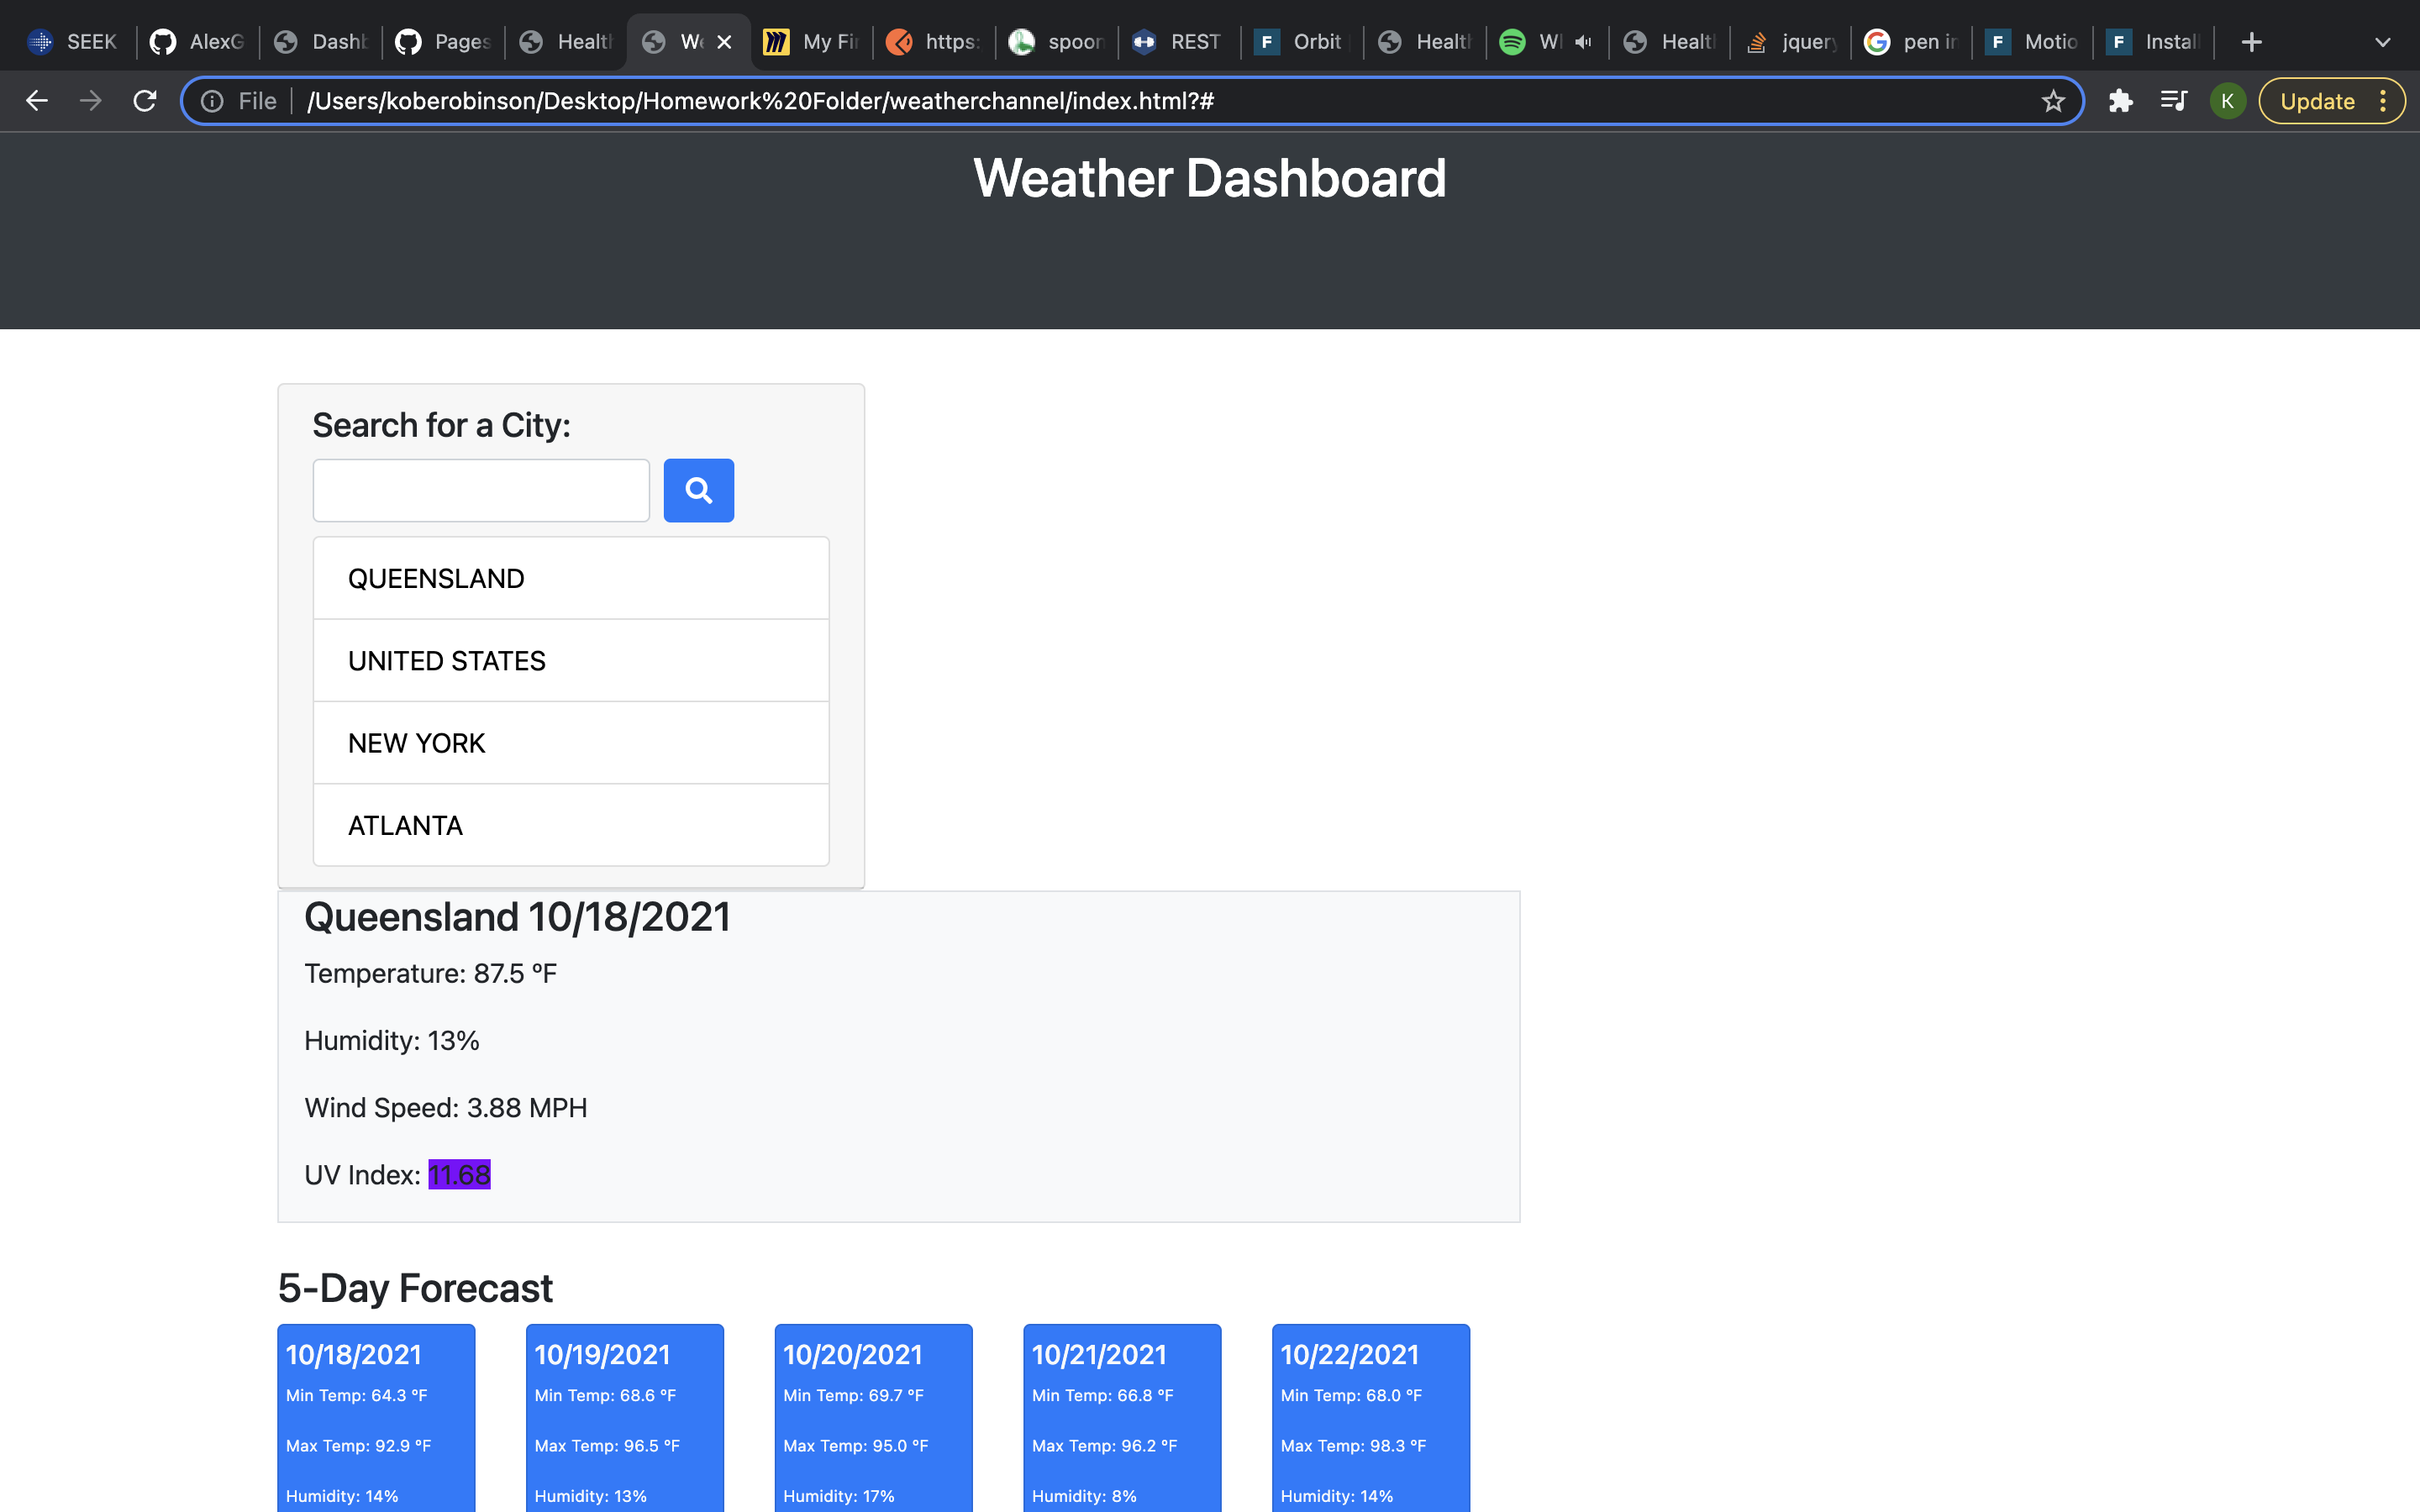 SEEK AlexG Dashb Pages Health We My Fir https: spoon REST Orbit Health Wl Health jquery pen in Motio Install
File /Users/koberobinson/Desktop/Homework%20Folder/weatherchannel/index.html?# K Update
Weather Dashboard
Search for a City:
QUEENSLAND
UNITED STATES
NEW YORK
ATLANTA
Queensland 10/18/2021
Temperature: 87.5 °F
Humidity: 13%
Wind Speed: 3.88 MPH
UV Index: 11.68
5-Day Forecast
10/18/2021 10/19/2021 10/20/2021 10/21/2021 10/22/2021
Min Temp: 64.3 °F Min Temp: 68.6 °F Min Temp: 69.7 °F Min Temp: 66.8 °F Min Temp: 68.0 °F
Max Temp: 92.9 °F Max Temp: 96.5 °F Max Temp: 95.0 °F Max Temp: 96.2 °F Max Temp: 98.3 °F
Humidity: 14% Humidity: 13% Humidity: 17% Humidity: 8% Humidity: 14%